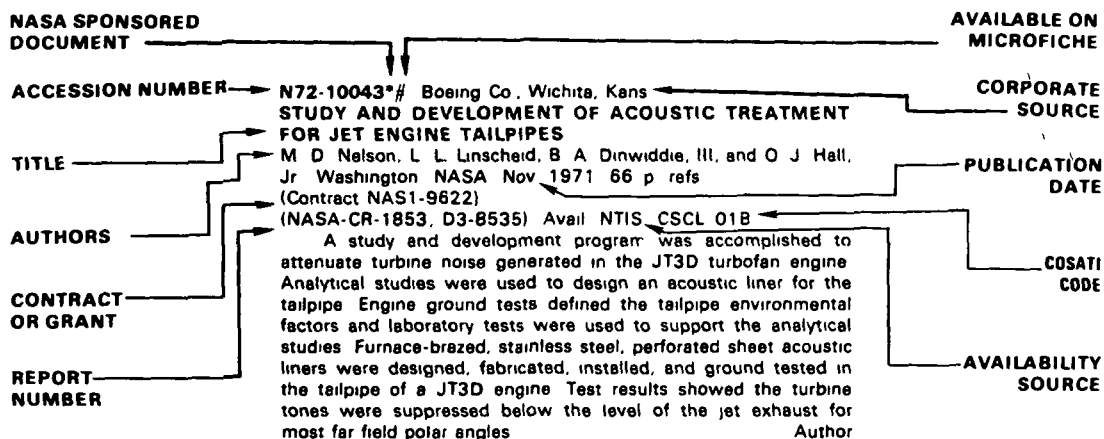 NASA SPONSORED
DOCUMENT
AVAILABLE ON
MICROFICHE
ACCESSION NUMBER
N72-10043*# Boeing Co, Wichita, Kans
CORPORATE
SOURCE
STUDY AND DEVELOPMENT OF ACOUSTIC TREATMENT
FOR JET ENGINE TAILPIPES
TITLE
M D Nelson, L L Linscheid, B A Dinwiddie, III, and O J Hall,
Jr Washington NASA Nov 1971 66 p refs
PUBLICATION
DATE
(Contract NAS1-9622)
(NASA-CR-1853, D3-8535) Avail NTIS CSCL 01B
AUTHORS
A study and development program was accomplished to
attenuate turbine noise generated in the JT3D turbofan engine
COSATI
CODE
Analytical studies were used to design an acoustic liner for the
tailpipe Engine ground tests defined the tailpipe environmental
CONTRACT
OR GRANT
factors and laboratory tests were used to support the analytical
studies Furnace-brazed, stainless steel, perforated sheet acoustic
liners were designed, fabricated, installed, and ground tested in
AVAILABILITY
SOURCE
REPORT
NUMBER
the tailpipe of a JT3D engine Test results showed the turbine
tones were suppressed below the level of the jet exhaust for
most far field polar angles Author